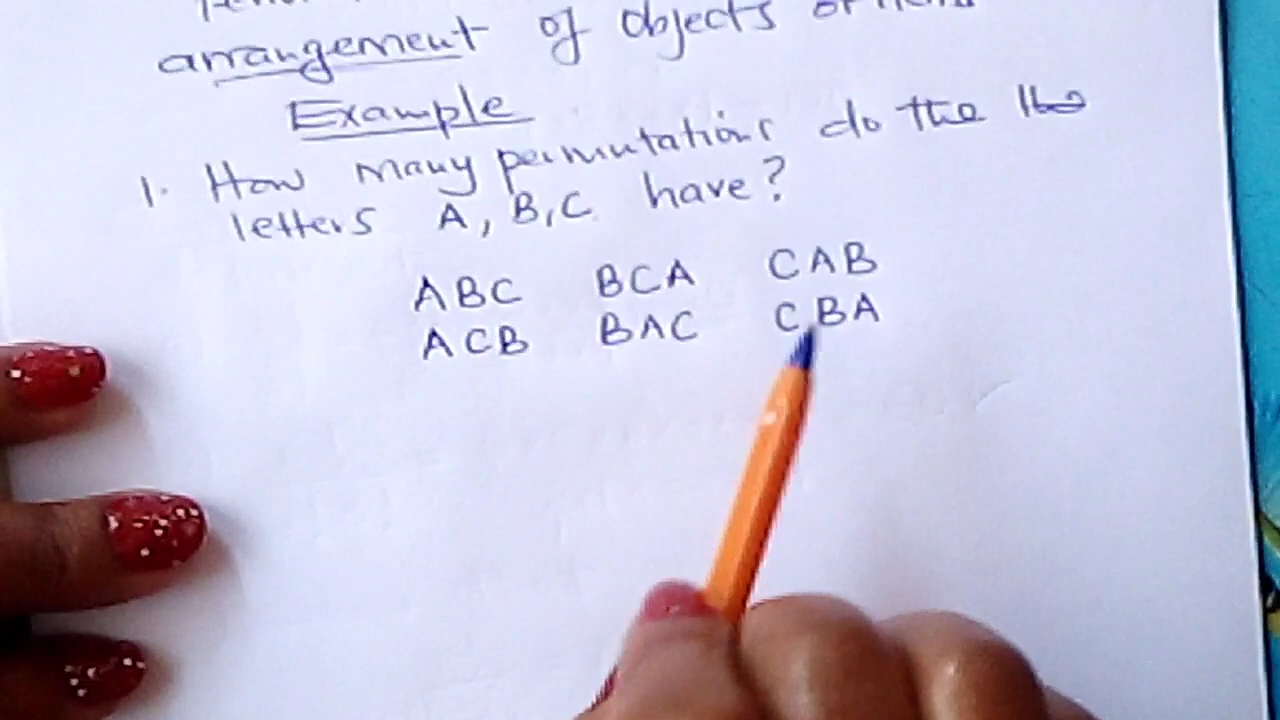 arrangement of objects
Example
1. How many permutations do the
letters A, B, C have?
ABC BCA CAB
ACB BAC CBA